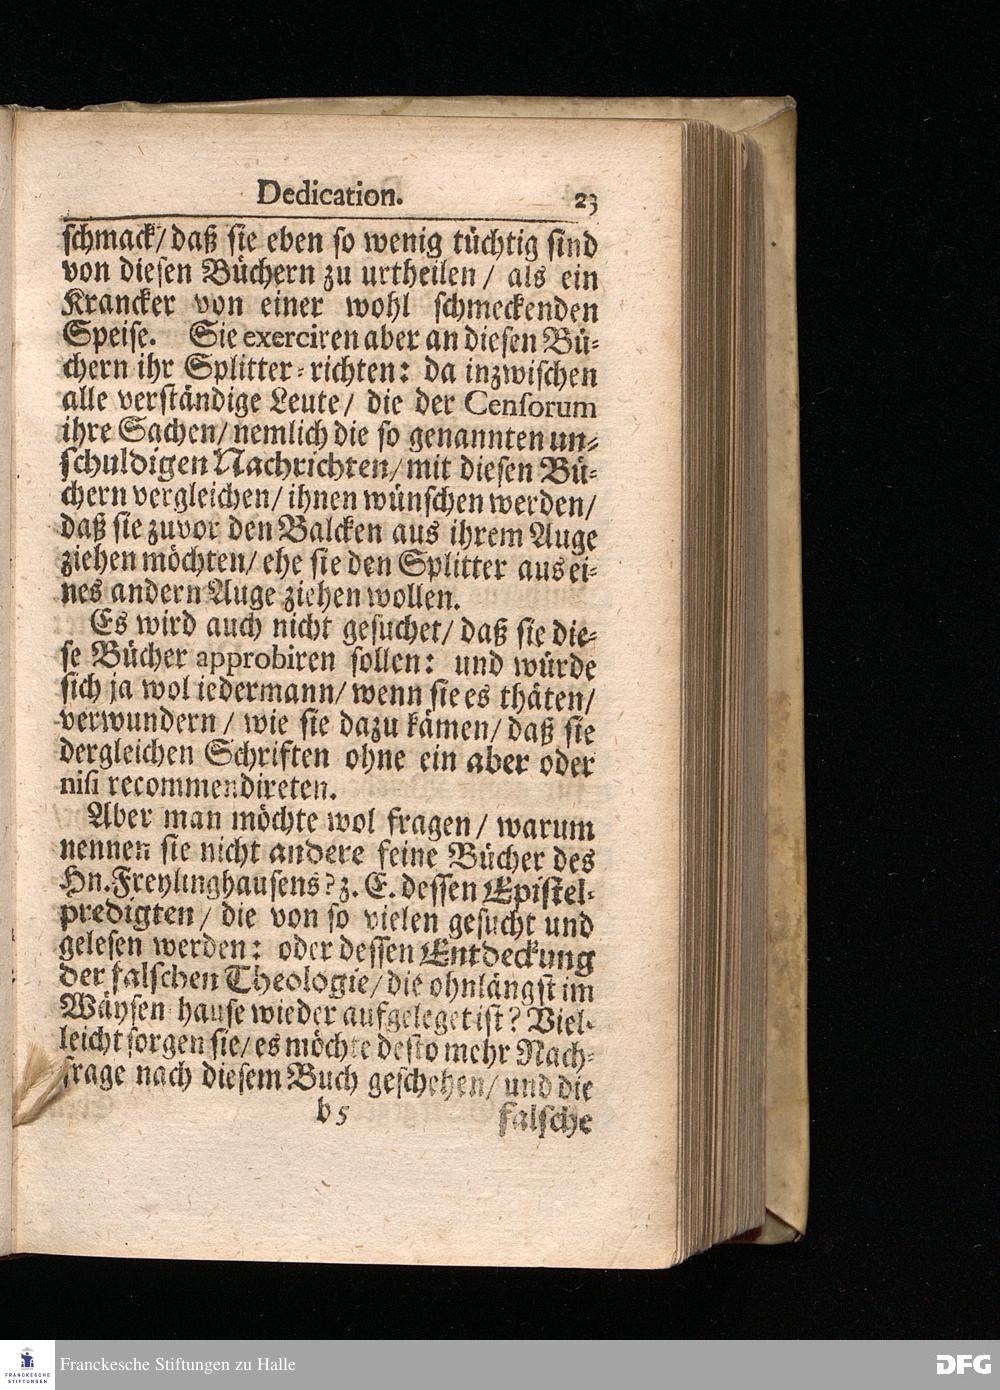 Dedication. 23
schmack/ daß sie eben so wenig tüchtig sind
von diesen Büchern zu urtheilen/ als ein
Krancker von einer wohl schmeckenden
Speise. Sie exerciren aber an diesen Bü-
chern ihr Splitter-richten: da inzwischen
alle verständige Leute/ die der Censorum
ihre Sachen/ nemlich die so genannten un-
schuldigen Nachrichten/ mit diesen Bü-
chern vergleichen/ ihnen wünschen werden/
daß sie zuvor den Balcken aus ihrem Auge
ziehen möchten/ ehe sie den Splitter aus ei-
nes andern Auge ziehen wollen.
Es wird auch nicht gesuchet/ daß sie die-
se Bücher approbiren sollen: und würde
sich ja wol iedermann/ wenn sie es thäten/
verwundern/ wie sie dazu kämen/ daß sie
dergleichen Schriften ohne ein aber oder
nisi recommendireten.
Aber man möchte wol fragen/ warum
nennen sie nicht andere feine Bücher des
Hn. Freylinghausens? z. E. dessen Epistel-
predigten/ die von so vielen gesucht und
gelesen werden: oder dessen Entdeckung
der falschen Theologie/ die ohnlängst im
Wäysenhause wieder aufgeleget ist? Viel-
leicht sorgen sie/ es möchte desto mehr Nach-
frage nach diesem Buch geschehen/ und die
b 5 falsche
FRANCKESCHE STIFTUNGEN
Franckesche Stiftungen zu Halle
DFG